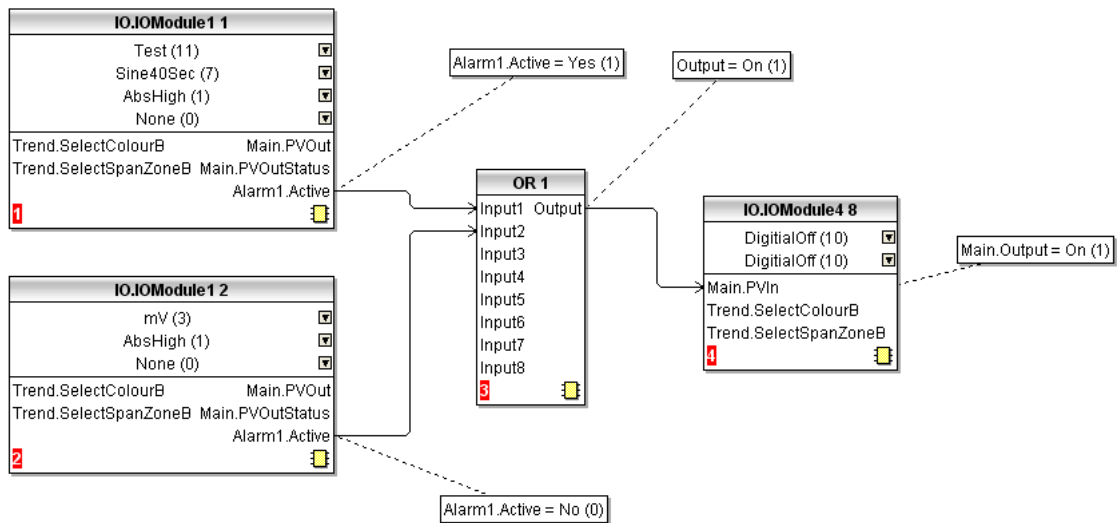 IO.IOModule1 1
Test (11)
Sine40Sec (7)
AbsHigh (1)
None (0)
Trend.SelectColourB Main.PVOut
Trend.SelectSpanZoneB Main.PVOutStatus
Alarm1.Active
1
Alarm1.Active = Yes (1)
Output = On (1)
OR 1
Input1 Output
Input2
Input3
Input4
Input5
Input6
Input7
Input8
3
IO.IOModule4 8
DigitialOff (10)
DigitialOff (10)
Main.PVIn
Trend.SelectColourB
Trend.SelectSpanZoneB
4
Main.Output = On (1)
IO.IOModule1 2
mV (3)
AbsHigh (1)
None (0)
Trend.SelectColourB Main.PVOut
Trend.SelectSpanZoneB Main.PVOutStatus
Alarm1.Active
2
Alarm1.Active = No (0)